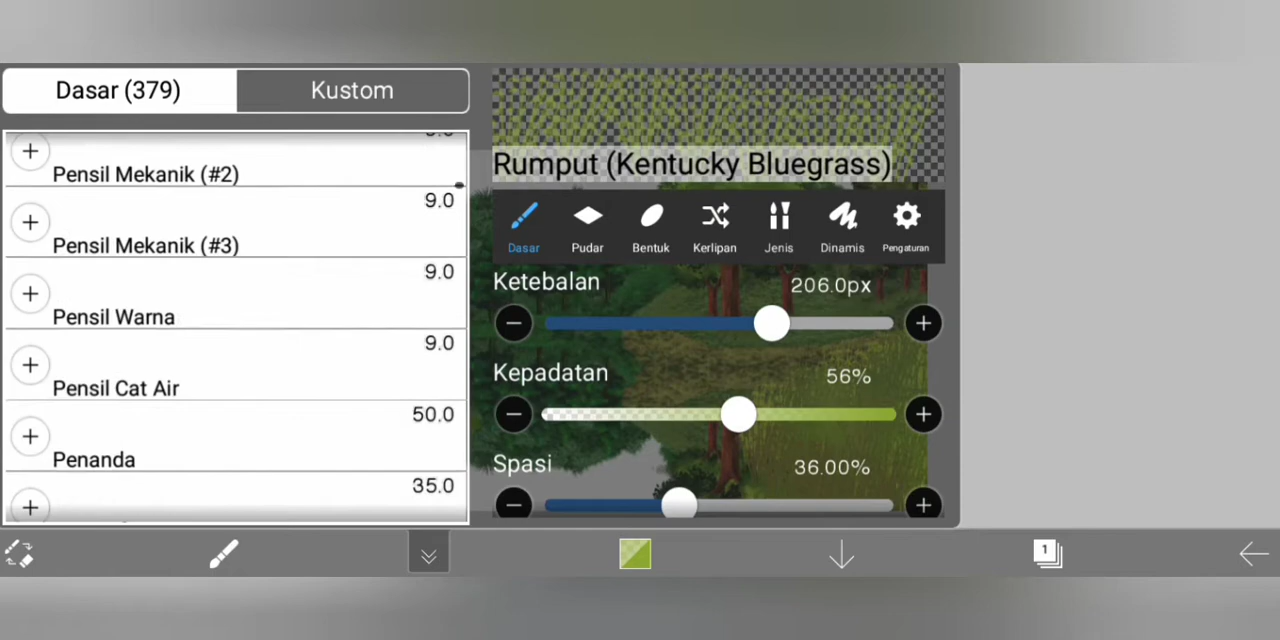 Dasar (379)
Kustom
Pensil Mekanik (#2)
9.0
Pensil Mekanik (#3)
9.0
Pensil Warna
9.0
Pensil Cat Air
50.0
Penanda
35.0
Rumput (Kentucky Bluegrass)
Dasar
Pudar
Bentuk
Kerlipan
Jenis
Dinamis
Pengaturan
Ketebalan
206.0px
Kepadatan
56%
Spasi
36.00%
1